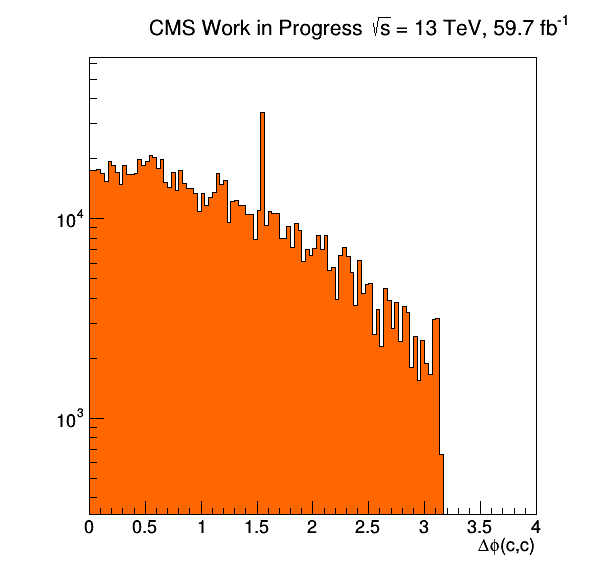 CMS Work in Progress √s = 13 TeV, 59.7 fb⁻¹
10⁴
10³
0 0.5 1 1.5 2 2.5 3 3.5 4
Δϕ(c,c)